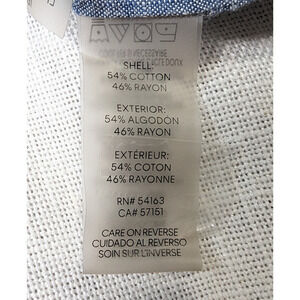 SHELL:
54% COTTON
46% RAYON
EXTERIOR:
54% ALGODON
46% RAYON
EXTÉRIEUR:
54% COTON
46% RAYONNE
RN# 54163
CA# 57151
CARE ON REVERSE
CUIDADO AL REVERSO
SOIN SUR L'INVERSE